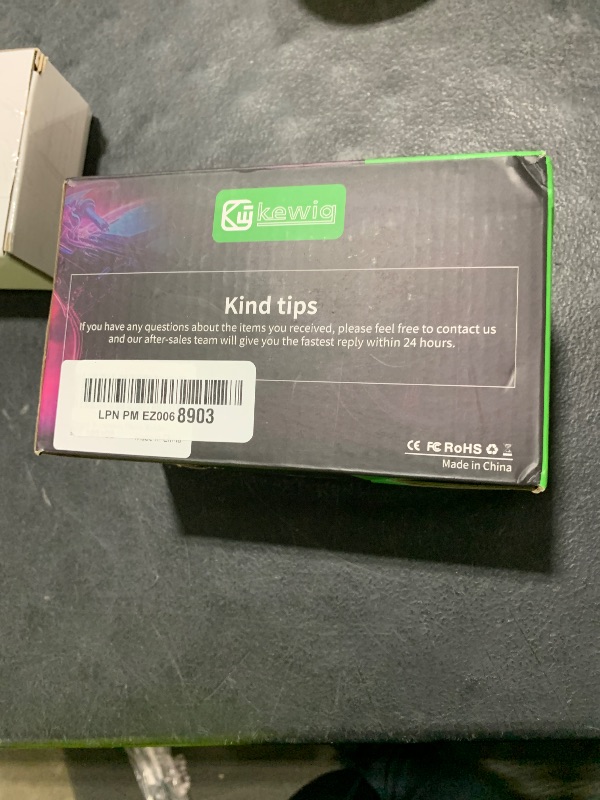 kewig
Kind tips
If you have any questions about the items you received, please feel free to contact us
and our after-sales team will give you the fastest reply within 24 hours.
LPN PM EZ006 8903
CE FC RoHS
Made in China